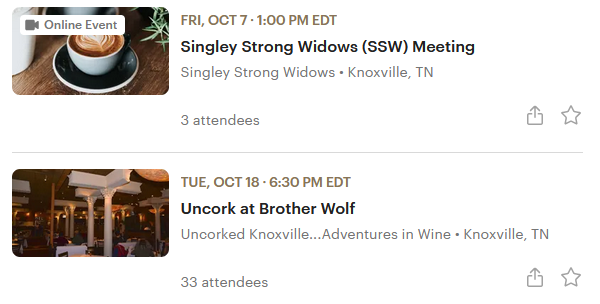 Online Event
FRI, OCT 7 · 1:00 PM EDT
Singley Strong Widows (SSW) Meeting
Singley Strong Widows • Knoxville, TN
3 attendees
TUE, OCT 18 · 6:30 PM EDT
Uncork at Brother Wolf
Uncorked Knoxville...Adventures in Wine • Knoxville, TN
33 attendees